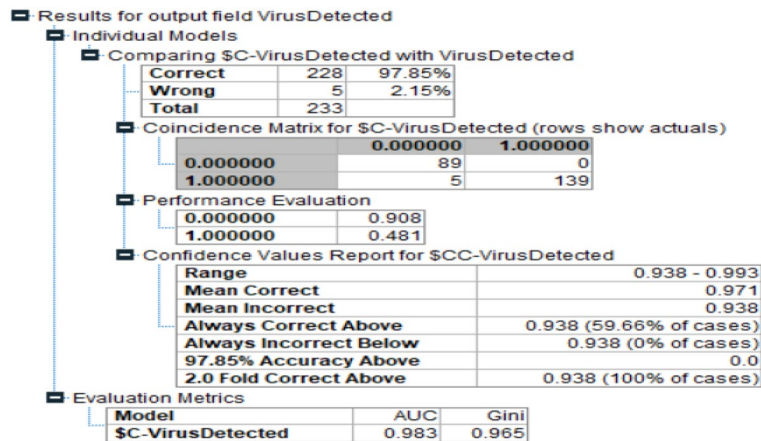 Results for output field VirusDetected
Individual Models
Comparing $C-VirusDetected with VirusDetected
Correct 228 97.85%
Wrong 5 2.15%
Total 233
Coincidence Matrix for $C-VirusDetected (rows show actuals)
0.000000 1.000000
0.000000 89 0
1.000000 5 139
Performance Evaluation
0.000000 0.908
1.000000 0.481
Confidence Values Report for $CC-VirusDetected
Range 0.938 - 0.993
Mean Correct 0.971
Mean Incorrect 0.938
Always Correct Above 0.938 (59.66% of cases)
Always Incorrect Below 0.938 (0% of cases)
97.85% Accuracy Above 0.0
2.0 Fold Correct Above 0.938 (100% of cases)
Evaluation Metrics
Model AUC Gini
$C-VirusDetected 0.983 0.965